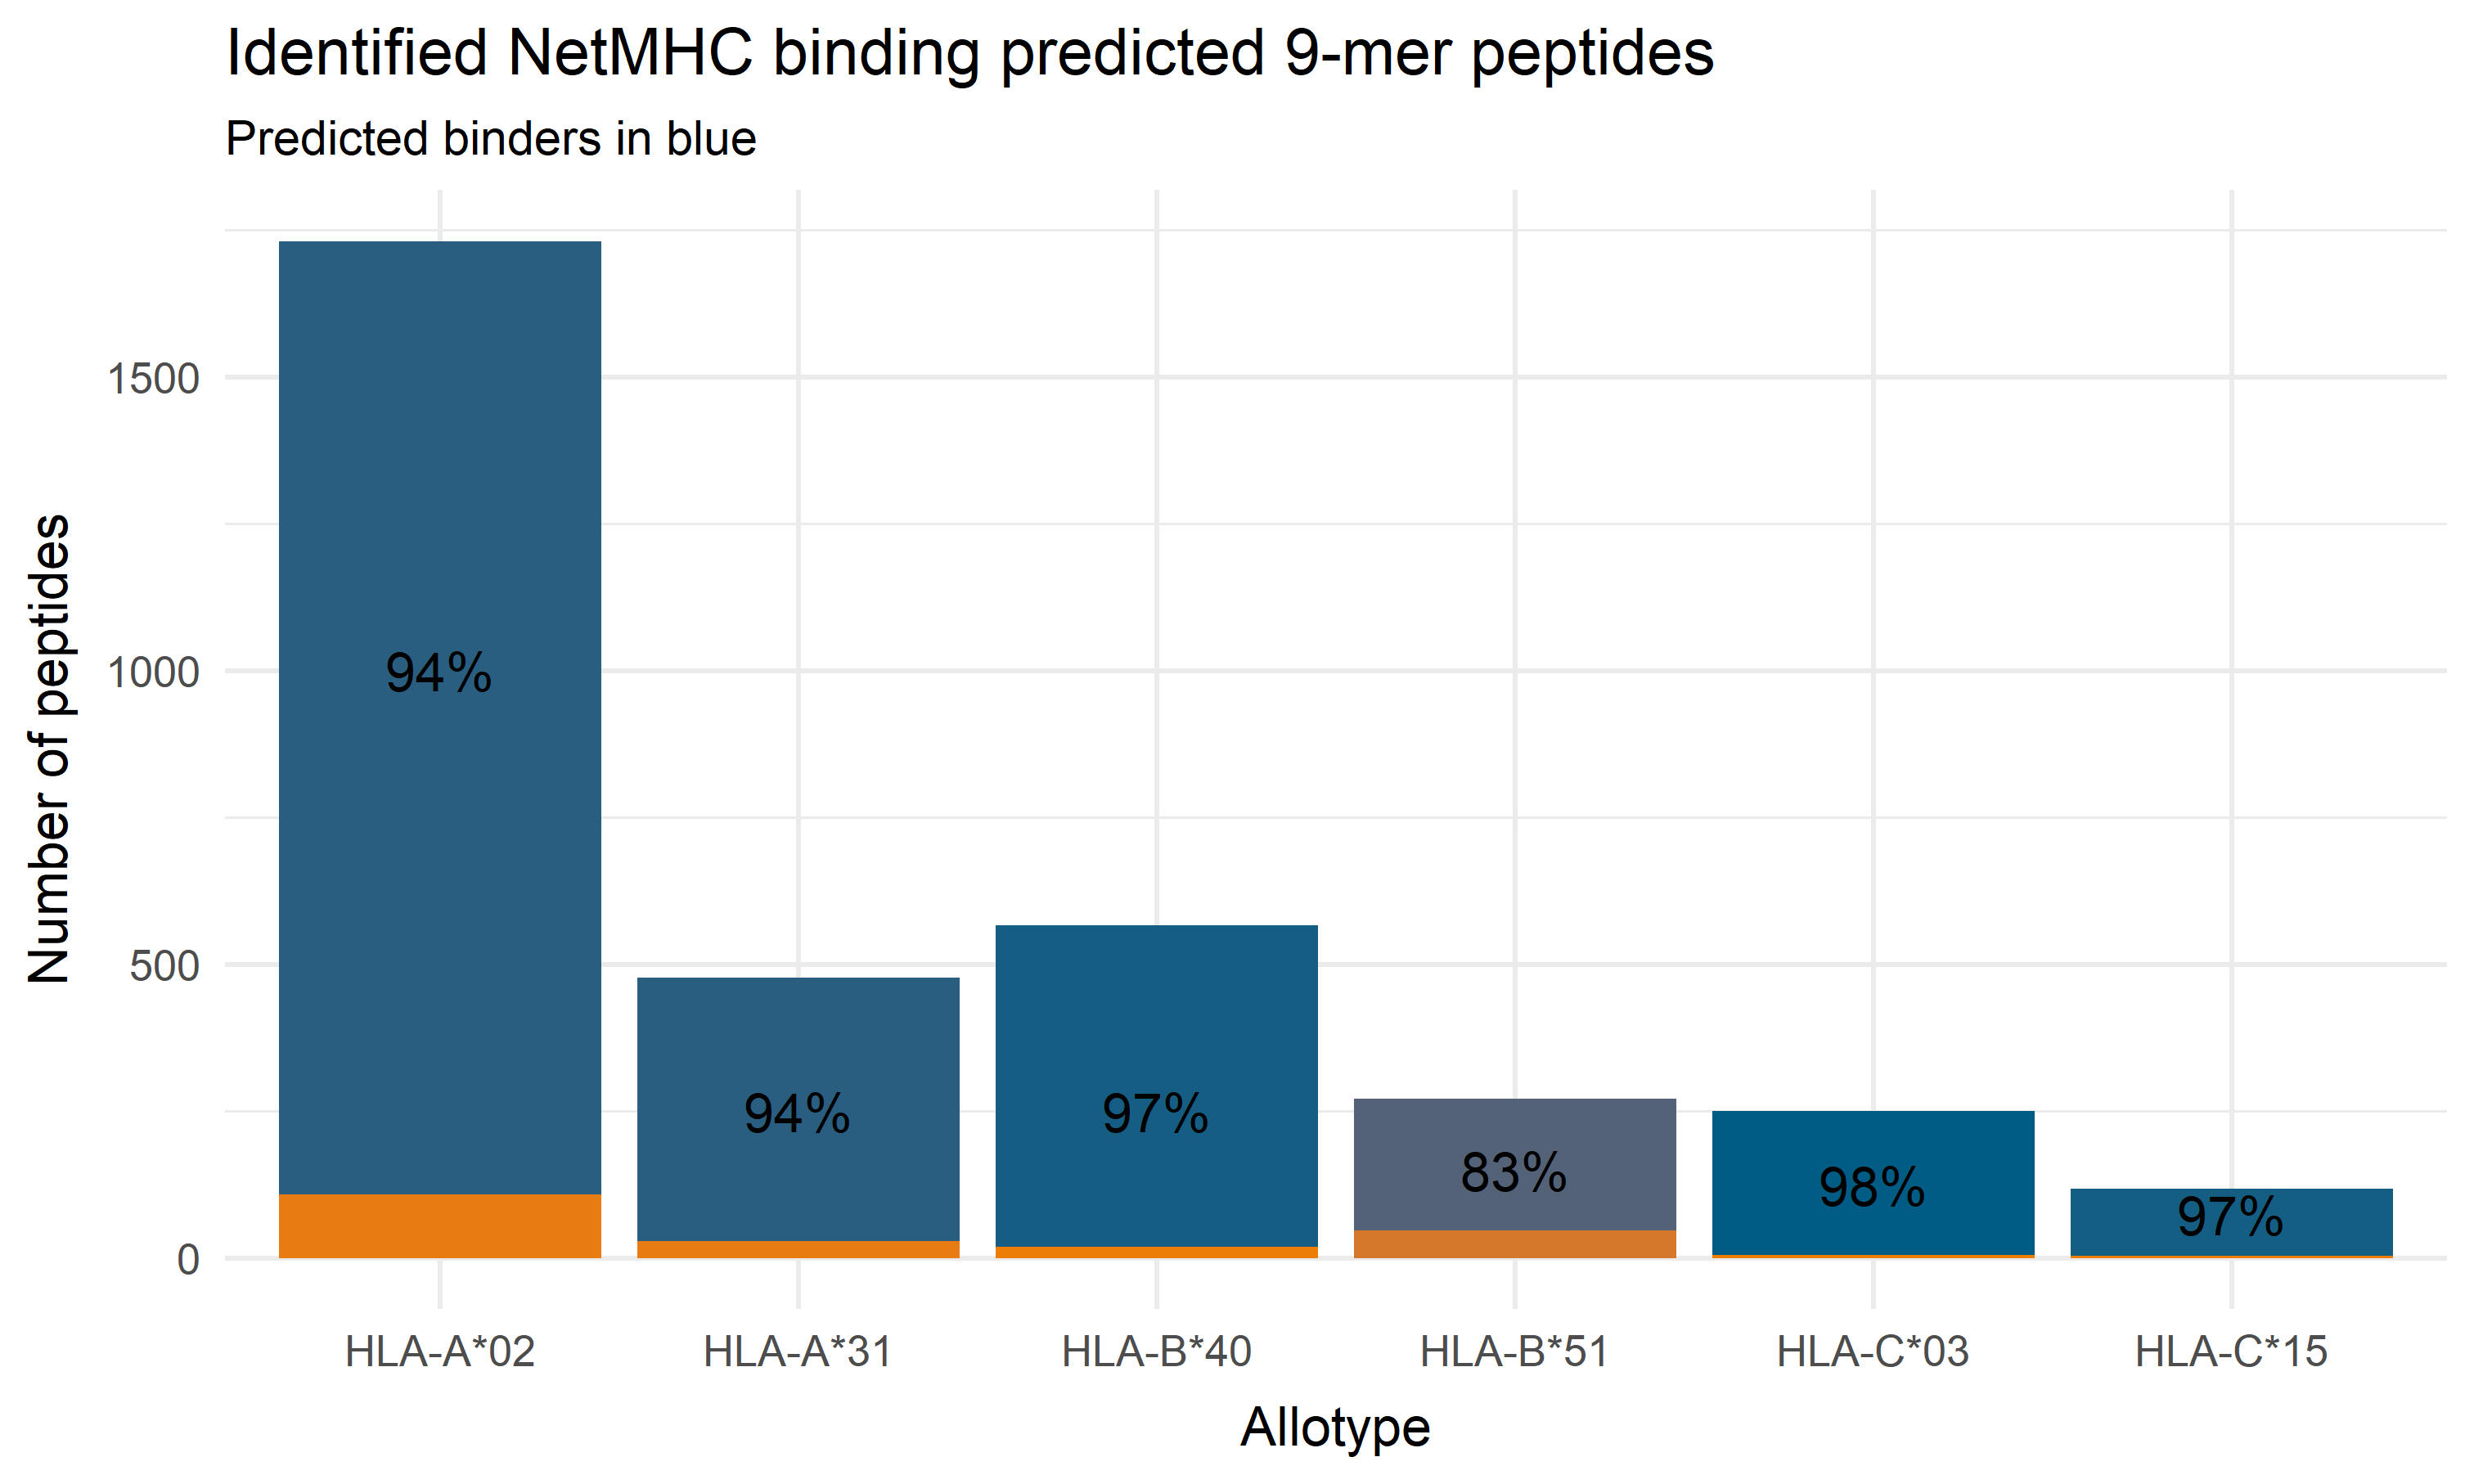 Identified NetMHC binding predicted 9-mer peptides
Predicted binders in blue
Number of peptides
1500
1000
500
0
94%
94%
97%
83%
98%
97%
HLA-A*02
HLA-A*31
HLA-B*40
HLA-B*51
HLA-C*03
HLA-C*15
Allotype